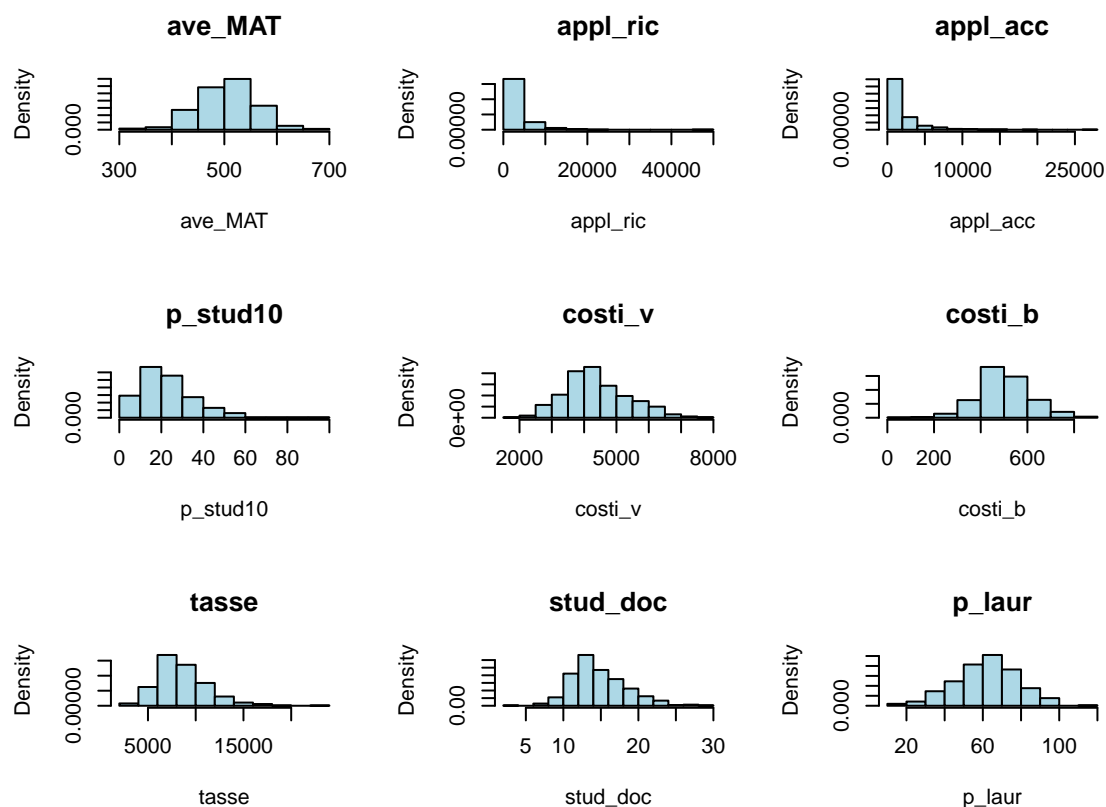 ave_MAT
Density
0.000
300 500 700
ave_MAT
appl_ric
Density
0.00000
0 20000 40000
appl_ric
appl_acc
Density
0.00000
0 10000 25000
appl_acc
p_stud10
Density
0.000
0 20 40 60 80
p_stud10
costi_v
Density
0e+00
2000 5000 8000
costi_v
costi_b
Density
0.000
0 200 600
costi_b
tasse
Density
0.00000
5000 15000
tasse
stud_doc
Density
0.00
5 10 20 30
stud_doc
p_laur
Density
0.000
20 60 100
p_laur